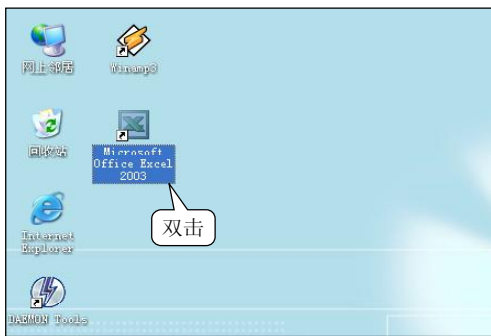 网上邻居
Winamp3
回收站
Microsoft
Office Excel
2003
双击
Internet
Explorer
DAEMON Tools